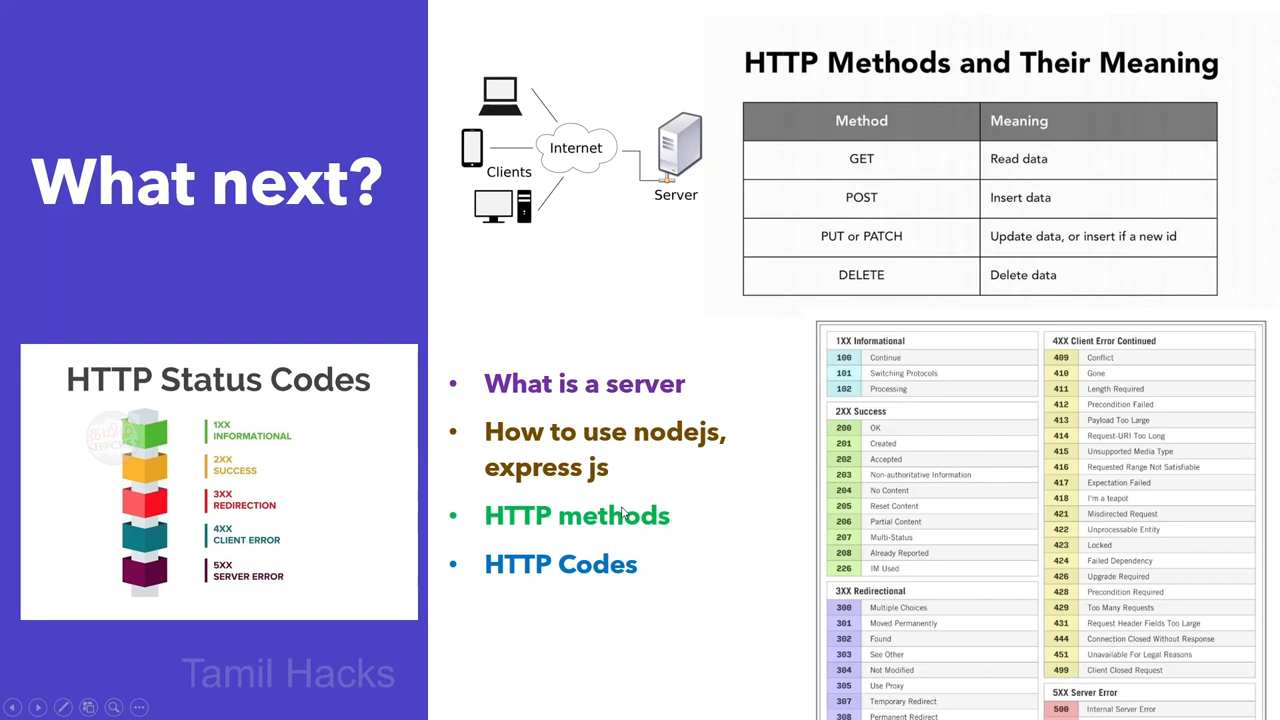 What next?
Internet
Clients
Server
HTTP Methods and Their Meaning
Method Meaning
GET Read data
POST Insert data
PUT or PATCH Update data, or insert if a new id
DELETE Delete data
HTTP Status Codes
1XX
INFORMATIONAL
2XX
SUCCESS
3XX
REDIRECTION
4XX
CLIENT ERROR
5XX
SERVER ERROR
தமிழ்
HACKS
Tamil Hacks
• What is a server
• How to use nodejs,
express js
• HTTP methods
• HTTP Codes
1XX Informational
100 Continue
101 Switching Protocols
102 Processing
2XX Success
200 OK
201 Created
202 Accepted
203 Non-authoritative Information
204 No Content
205 Reset Content
206 Partial Content
207 Multi-Status
208 Already Reported
226 IM Used
3XX Redirectional
300 Multiple Choices
301 Moved Permanently
302 Found
303 See Other
304 Not Modified
305 Use Proxy
307 Temporary Redirect
308 Permanent Redirect
4XX Client Error Continued
409 Conflict
410 Gone
411 Length Required
412 Precondition Failed
413 Payload Too Large
414 Request-URI Too Long
415 Unsupported Media Type
416 Requested Range Not Satisfiable
417 Expectation Failed
418 I'm a teapot
421 Misdirected Request
422 Unprocessable Entity
423 Locked
424 Failed Dependency
426 Upgrade Required
428 Precondition Required
429 Too Many Requests
431 Request Header Fields Too Large
444 Connection Closed Without Response
451 Unavailable For Legal Reasons
499 Client Closed Request
5XX Server Error
500 Internal Server Error